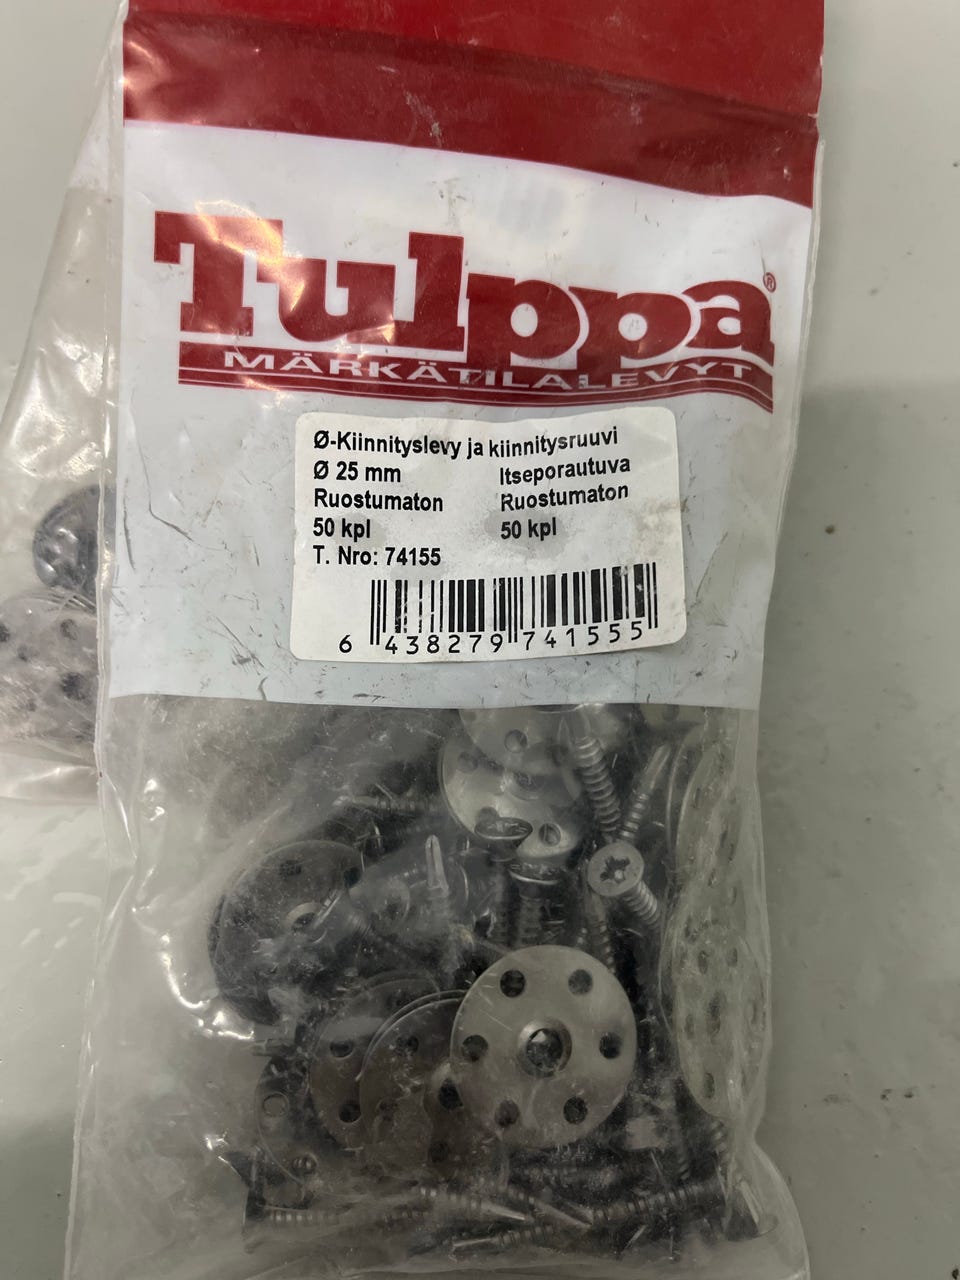 Tulppa®
MÄRKÄTILALEVYT
Ø-Kiinnityslevy ja kiinnitysruuvi
Ø 25 mm Itseporautuva
Ruostumaton Ruostumaton
50 kpl 50 kpl
T. Nro: 74155
6 438279 741555